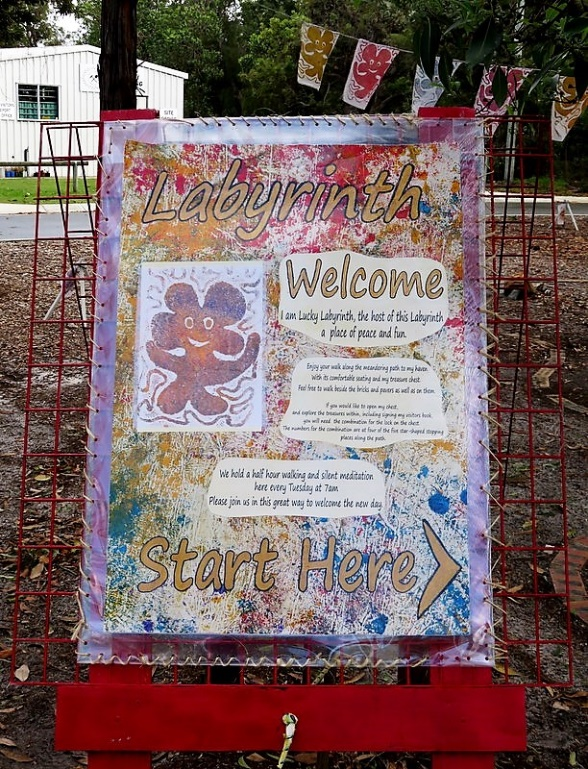 SITE
Labyrinth
Welcome
I am Lucky Labyrinth, the host of this Labyrinth
a place of peace and fun.
Enjoy your walk along the meandering path to my haven
With its comfortable seating and my treasure chest.
Feel free to walk beside the bricks and pavers as well as on them.
If you would like to open my chest,
and explore the treasures within, including signing my visitors book,
you will need the combination for the lock on the chest.
The numbers for the combination are at four of the five star-shaped stepping
places along the path.
We hold a half hour walking and silent meditation
here every Tuesday at 7am
Please join us in this great way to welcome the new day.
Start Here